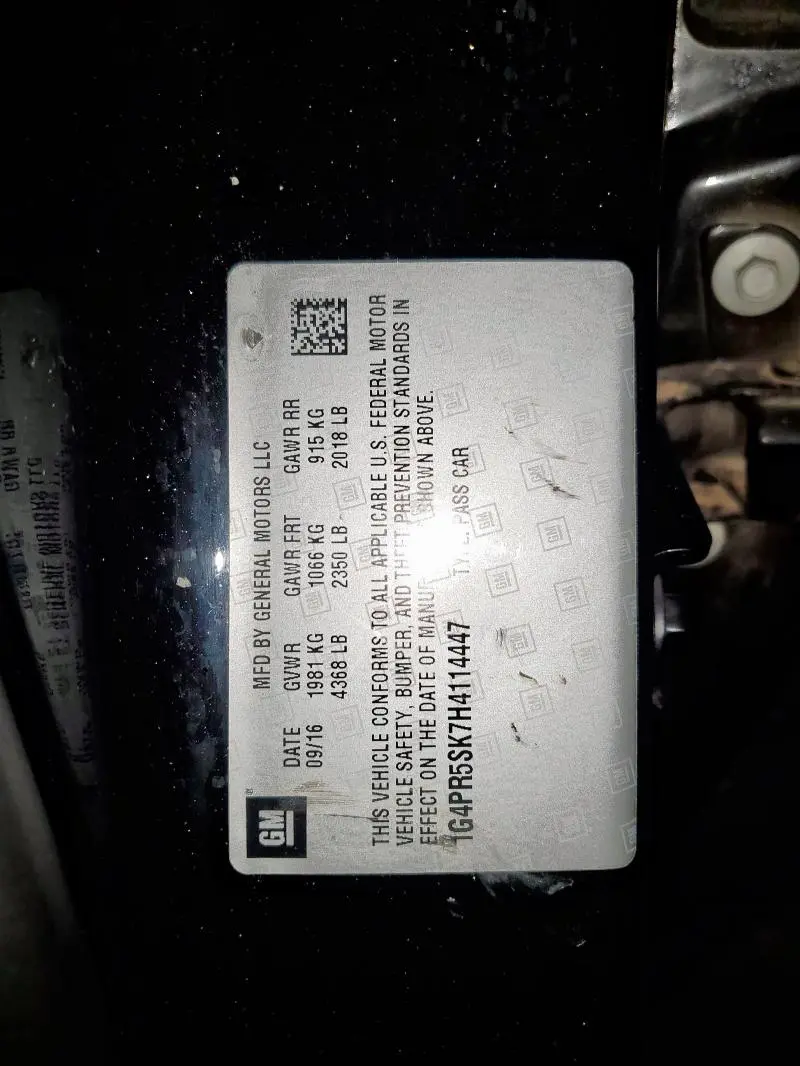 GM
MFD BY GENERAL MOTORS LLC
DATE GVWR GAWR FRT GAWR RR
09/16 1981 KG 1066 KG 915 KG
4368 LB 2350 LB 2018 LB
THIS VEHICLE CONFORMS TO ALL APPLICABLE U.S. FEDERAL MOTOR
VEHICLE SAFETY, BUMPER, AND THEFT PREVENTION STANDARDS IN
EFFECT ON THE DATE OF MANUF SHOWN ABOVE.
1G4PR5SK7H4114447 TYPE: PASS CAR